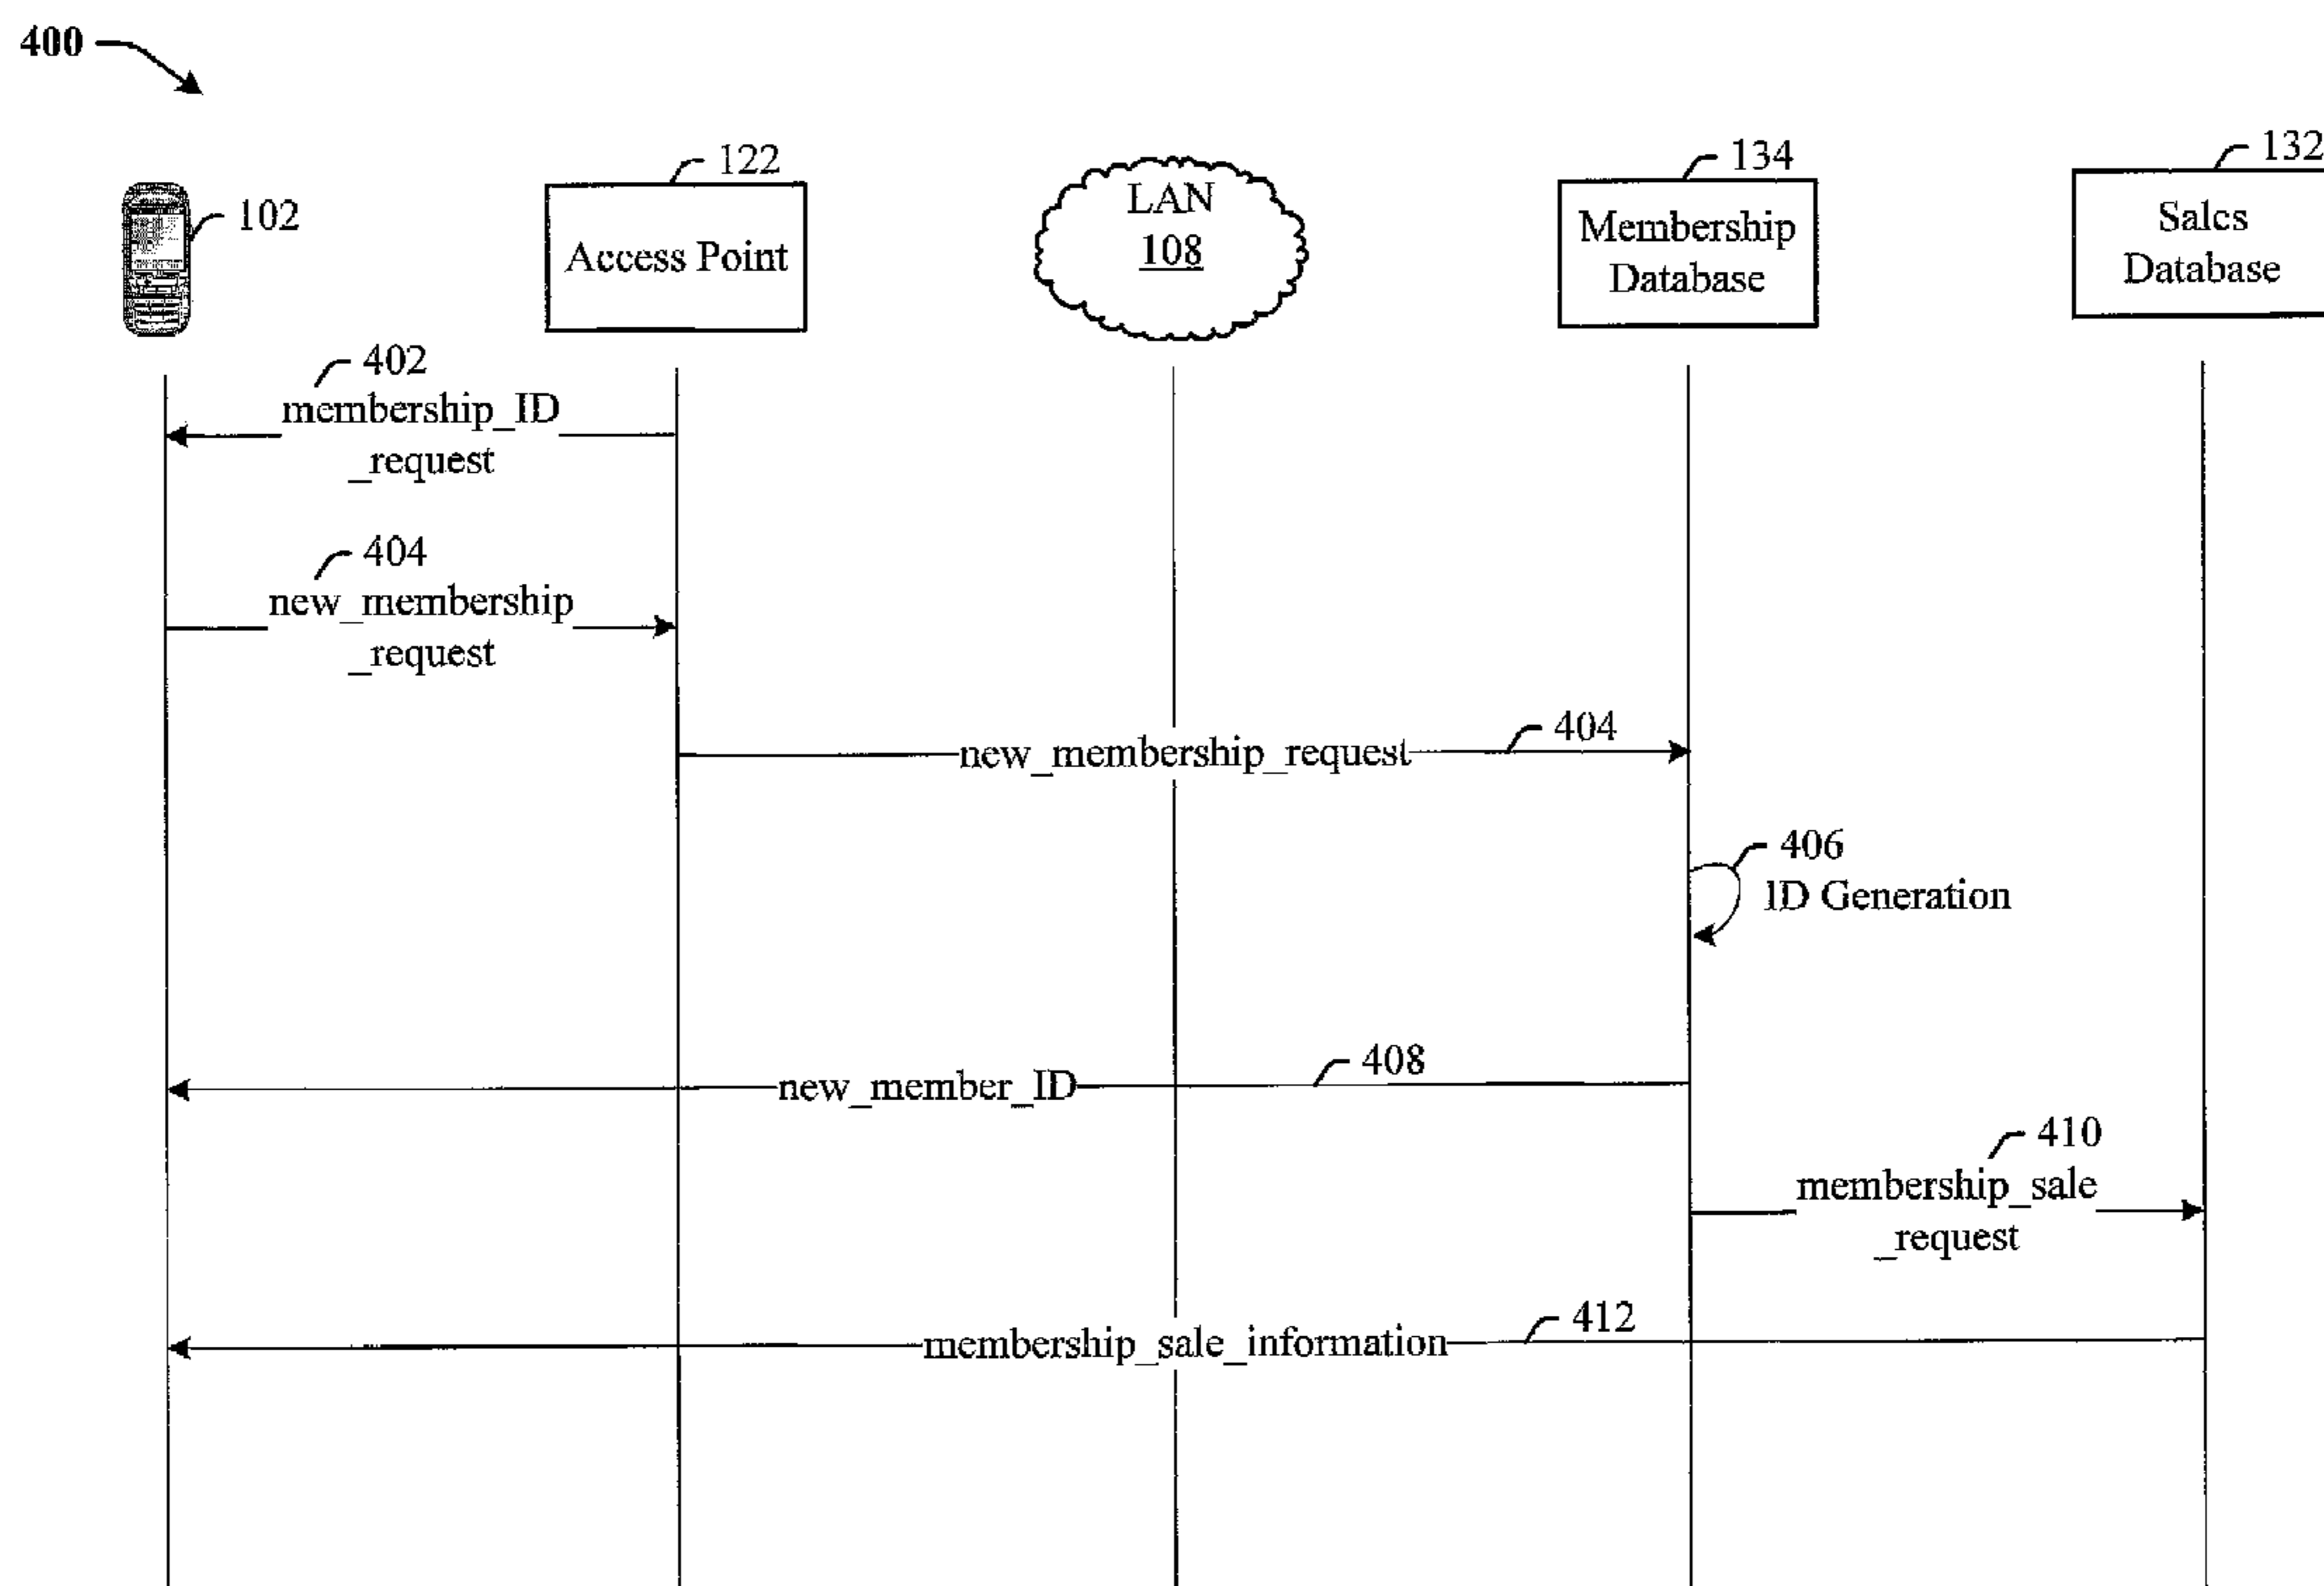 400
102
122
Access Point
LAN
108
134
Membership
Database
132
Sales
Database
402
membership_ID
_request
404
new_membership
_request
404
new_membership_request
406
ID Generation
408
new_member_ID
410
membership_sale
_request
412
membership_sale_information